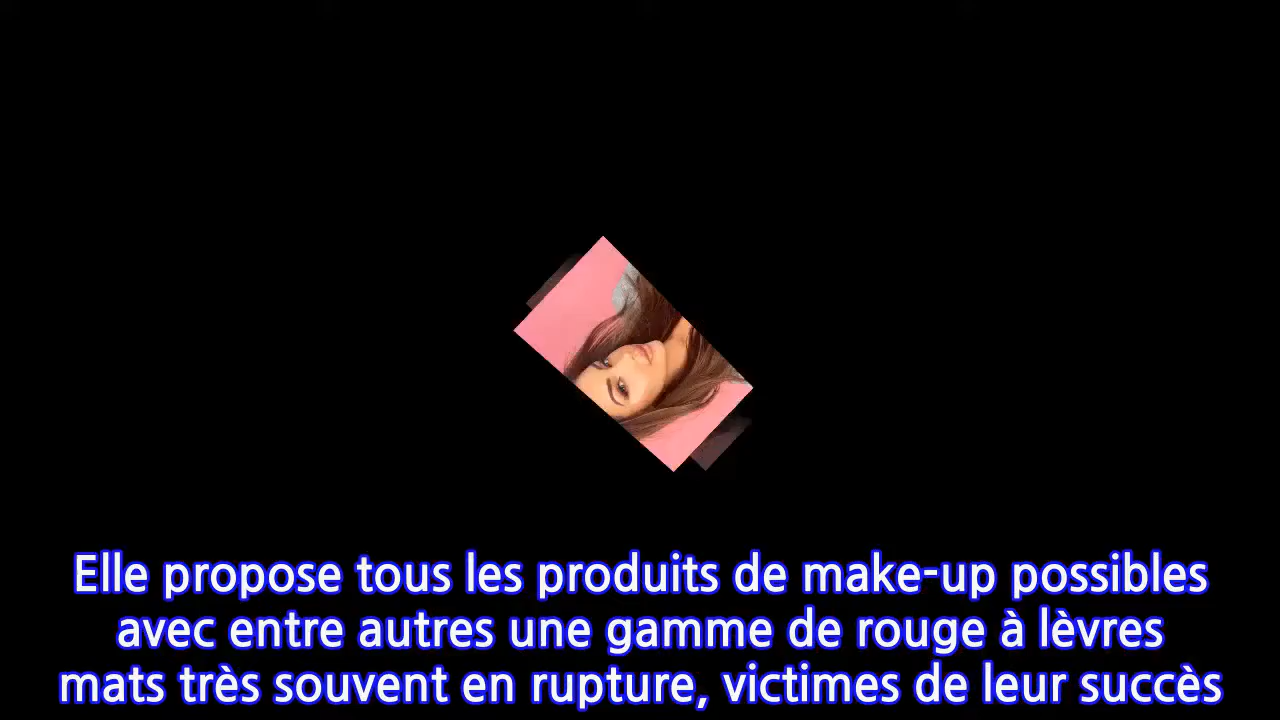 Elle propose tous les produits de make-up possibles
avec entre autres une gamme de rouge à lèvres
mats très souvent en rupture, victimes de leur succès